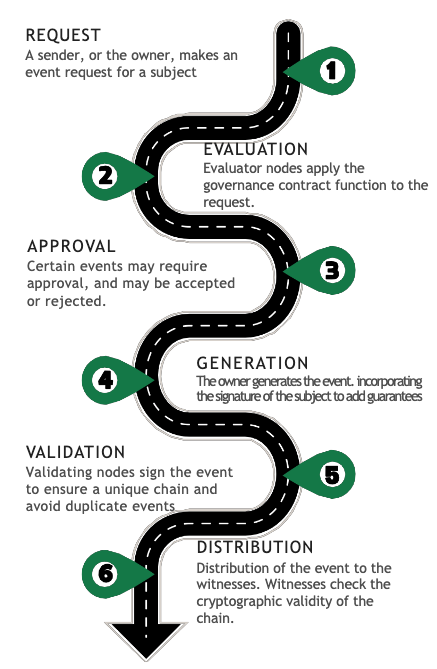 REQUEST
A sender, or the owner, makes an
event request for a subject
1
EVALUATION
2
Evaluator nodes apply the
governance contract function to the
request.
APPROVAL
Certain events may require
approval, and may be accepted
or rejected.
3
GENERATION
4
The owner generates the event. incorporating
the signature of the subject to add guarantees
VALIDATION
Validating nodes sign the event
to ensure a unique chain and
avoid duplicate events
5
DISTRIBUTION
6
Distribution of the event to the
witnesses. Witnesses check the
cryptographic validity of the
chain.